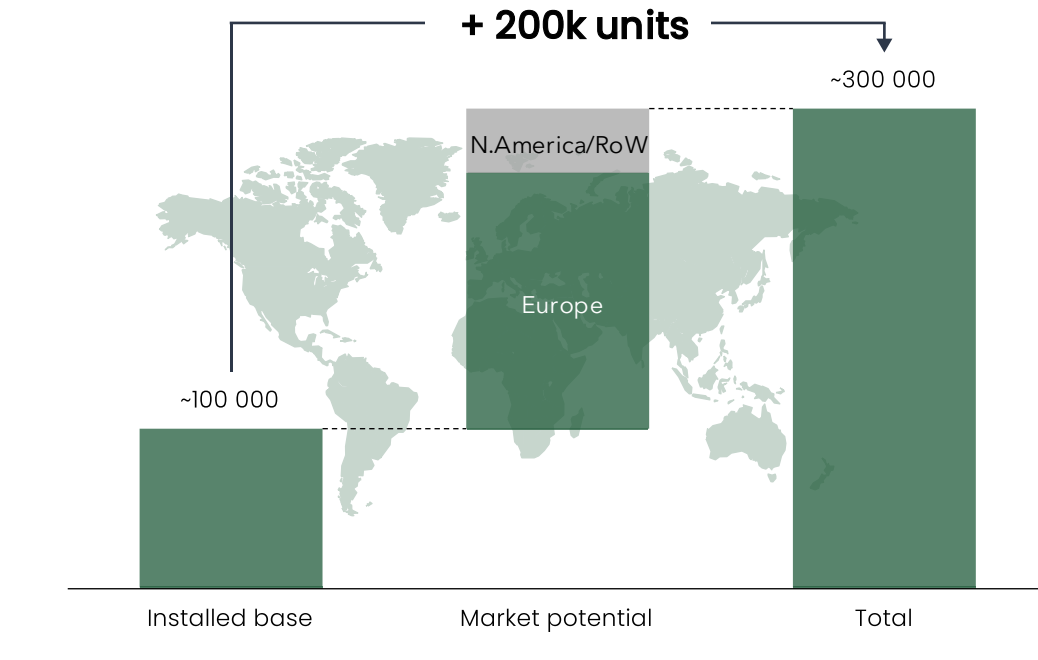 + 200k units
~300 000
N.America/RoW
Europe
~100 000
Installed base
Market potential
Total